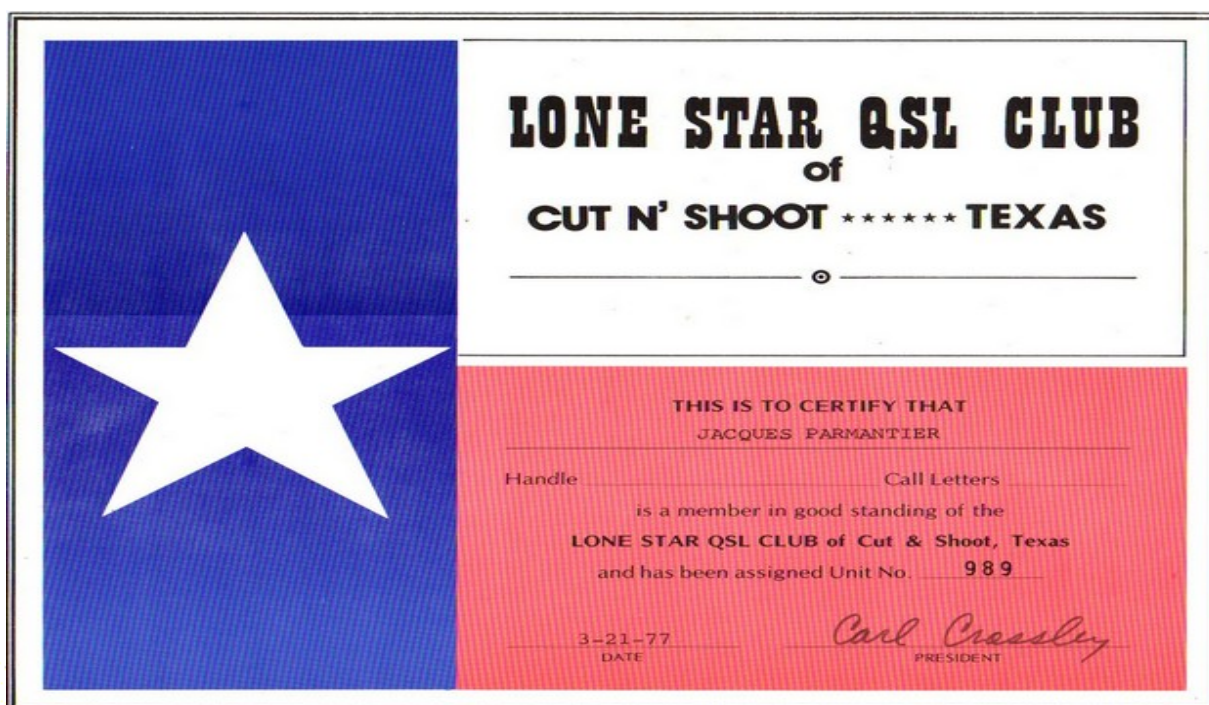 LONE STAR QSL CLUB
of
CUT N' SHOOT ****** TEXAS
THIS IS TO CERTIFY THAT
JACQUES PARMANTIER
Handle Call Letters
is a member in good standing of the
LONE STAR QSL CLUB of Cut & Shoot, Texas
and has been assigned Unit No. 989
3-21-77 Carl Crossley
DATE PRESIDENT